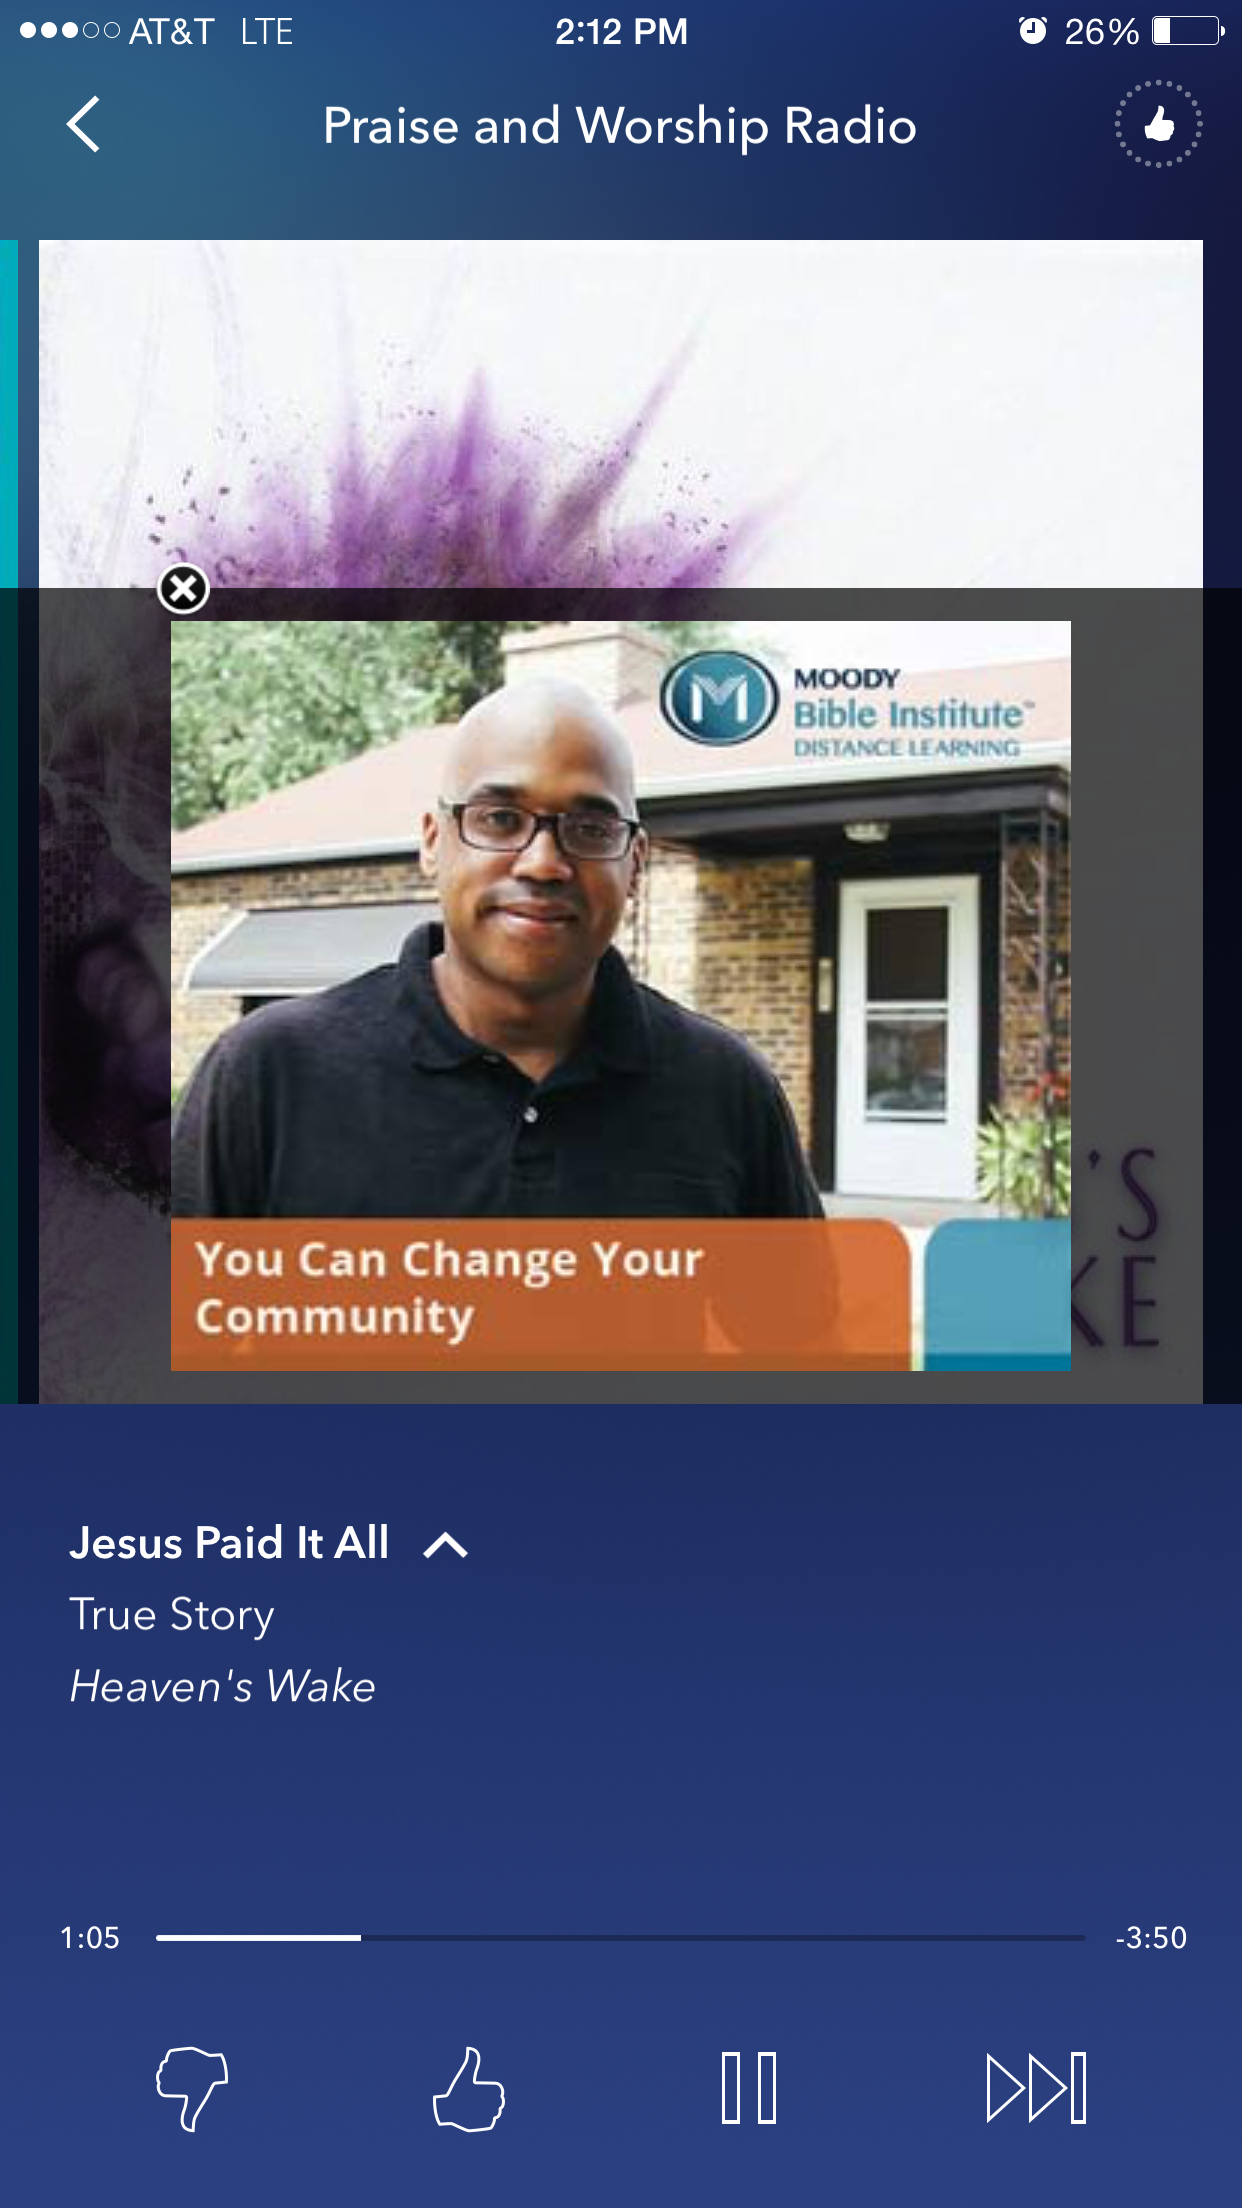 AT&T LTE 2:12 PM 26%
Praise and Worship Radio
MOODY
Bible Institute™
DISTANCE LEARNING
You Can Change Your
Community
'S
KE
Jesus Paid It All
True Story
Heaven's Wake
1:05 -3:50